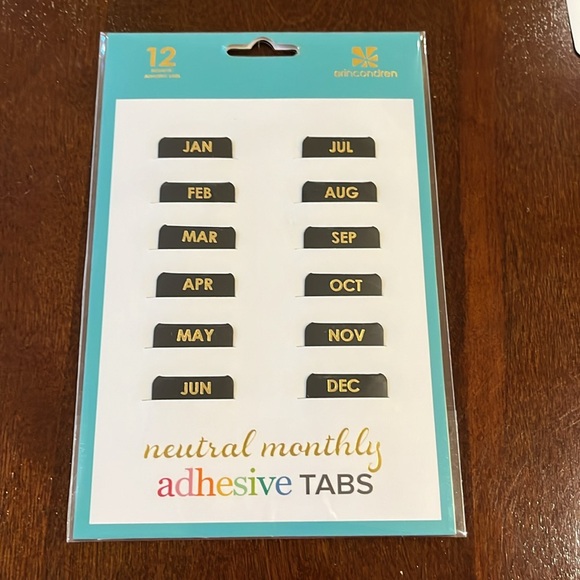 12
erincondren
JAN JUL
FEB AUG
MAR SEP
APR OCT
MAY NOV
JUN DEC
neutral monthly
adhesive TABS